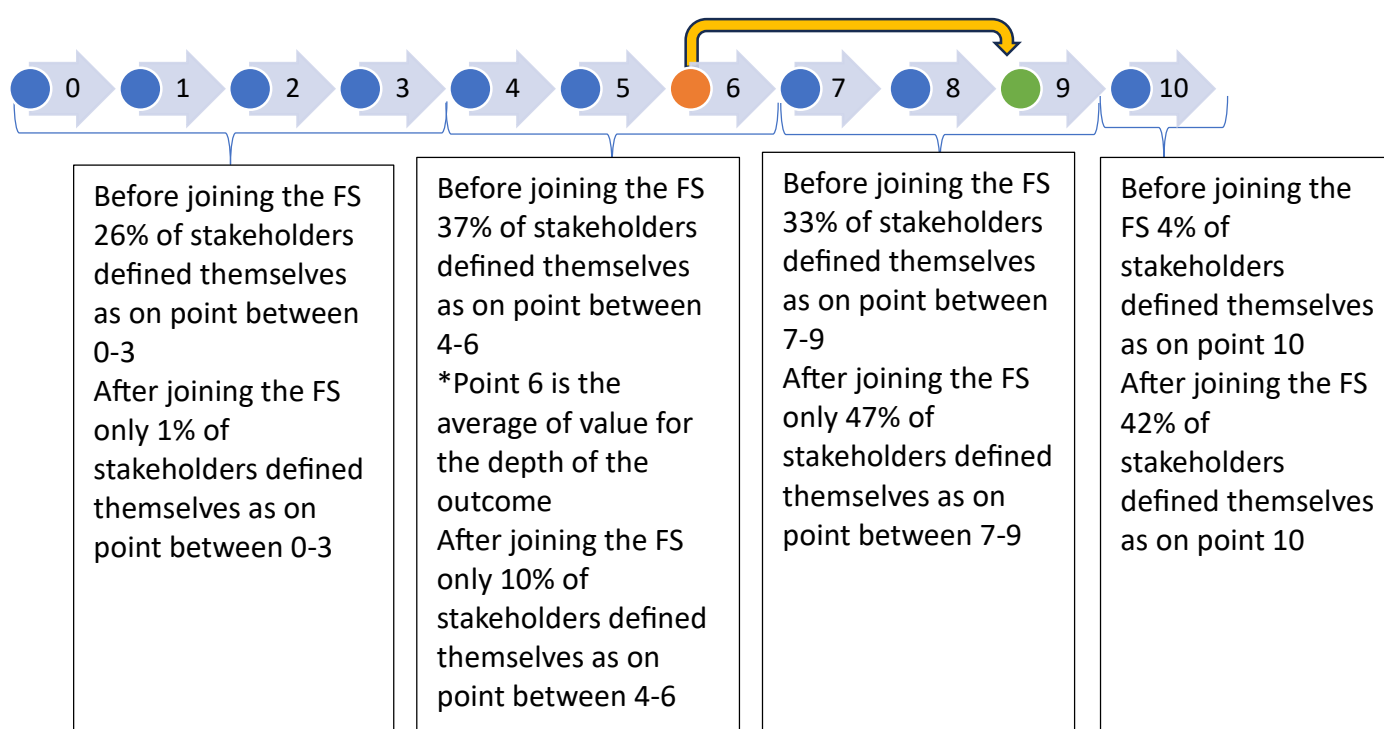 0 1 2 3 4 5 6 7 8 9 10
Before joining the FS
26% of stakeholders
defined themselves
as on point between
0-3
After joining the FS
only 1% of
stakeholders defined
themselves as on
point between 0-3
Before joining the FS
37% of stakeholders
defined themselves
as on point between
4-6
*Point 6 is the
average of value for
the depth of the
outcome
After joining the FS
only 10% of
stakeholders defined
themselves as on
point between 4-6
Before joining the FS
33% of stakeholders
defined themselves
as on point between
7-9
After joining the FS
only 47% of
stakeholders defined
themselves as on
point between 7-9
Before joining the
FS 4% of
stakeholders
defined themselves
as on point 10
After joining the FS
42% of
stakeholders
defined themselves
as on point 10